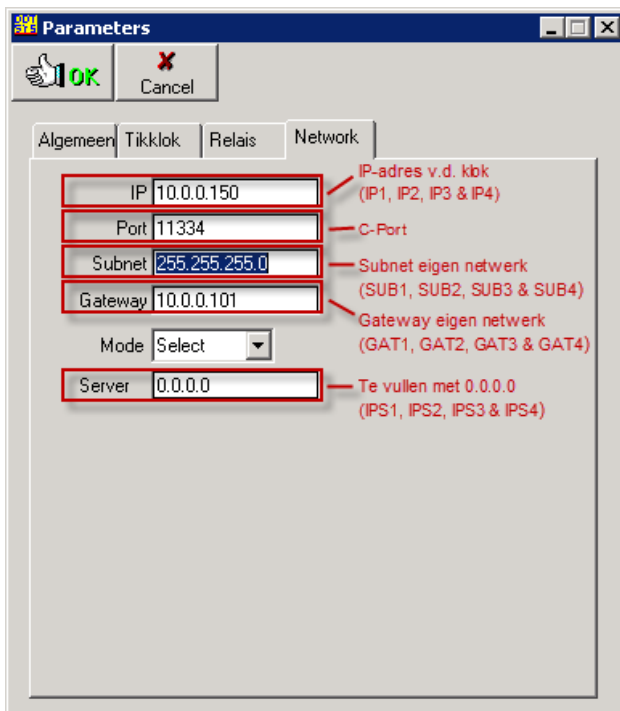 Parameters
OK
Cancel
Algemeen
Tikklok
Relais
Network
IP 10.0.0.150
IP-adres v.d. kbk
(IP1, IP2, IP3 & IP4)
Port 11334
C-Port
Subnet 255.255.255.0
Subnet eigen netwerk
(SUB1, SUB2, SUB3 & SUB4)
Gateway 10.0.0.101
Gateway eigen netwerk
(GAT1, GAT2, GAT3 & GAT4)
Mode Select
Server 0.0.0.0
Te vullen met 0.0.0.0
(IPS1, IPS2, IPS3 & IPS4)